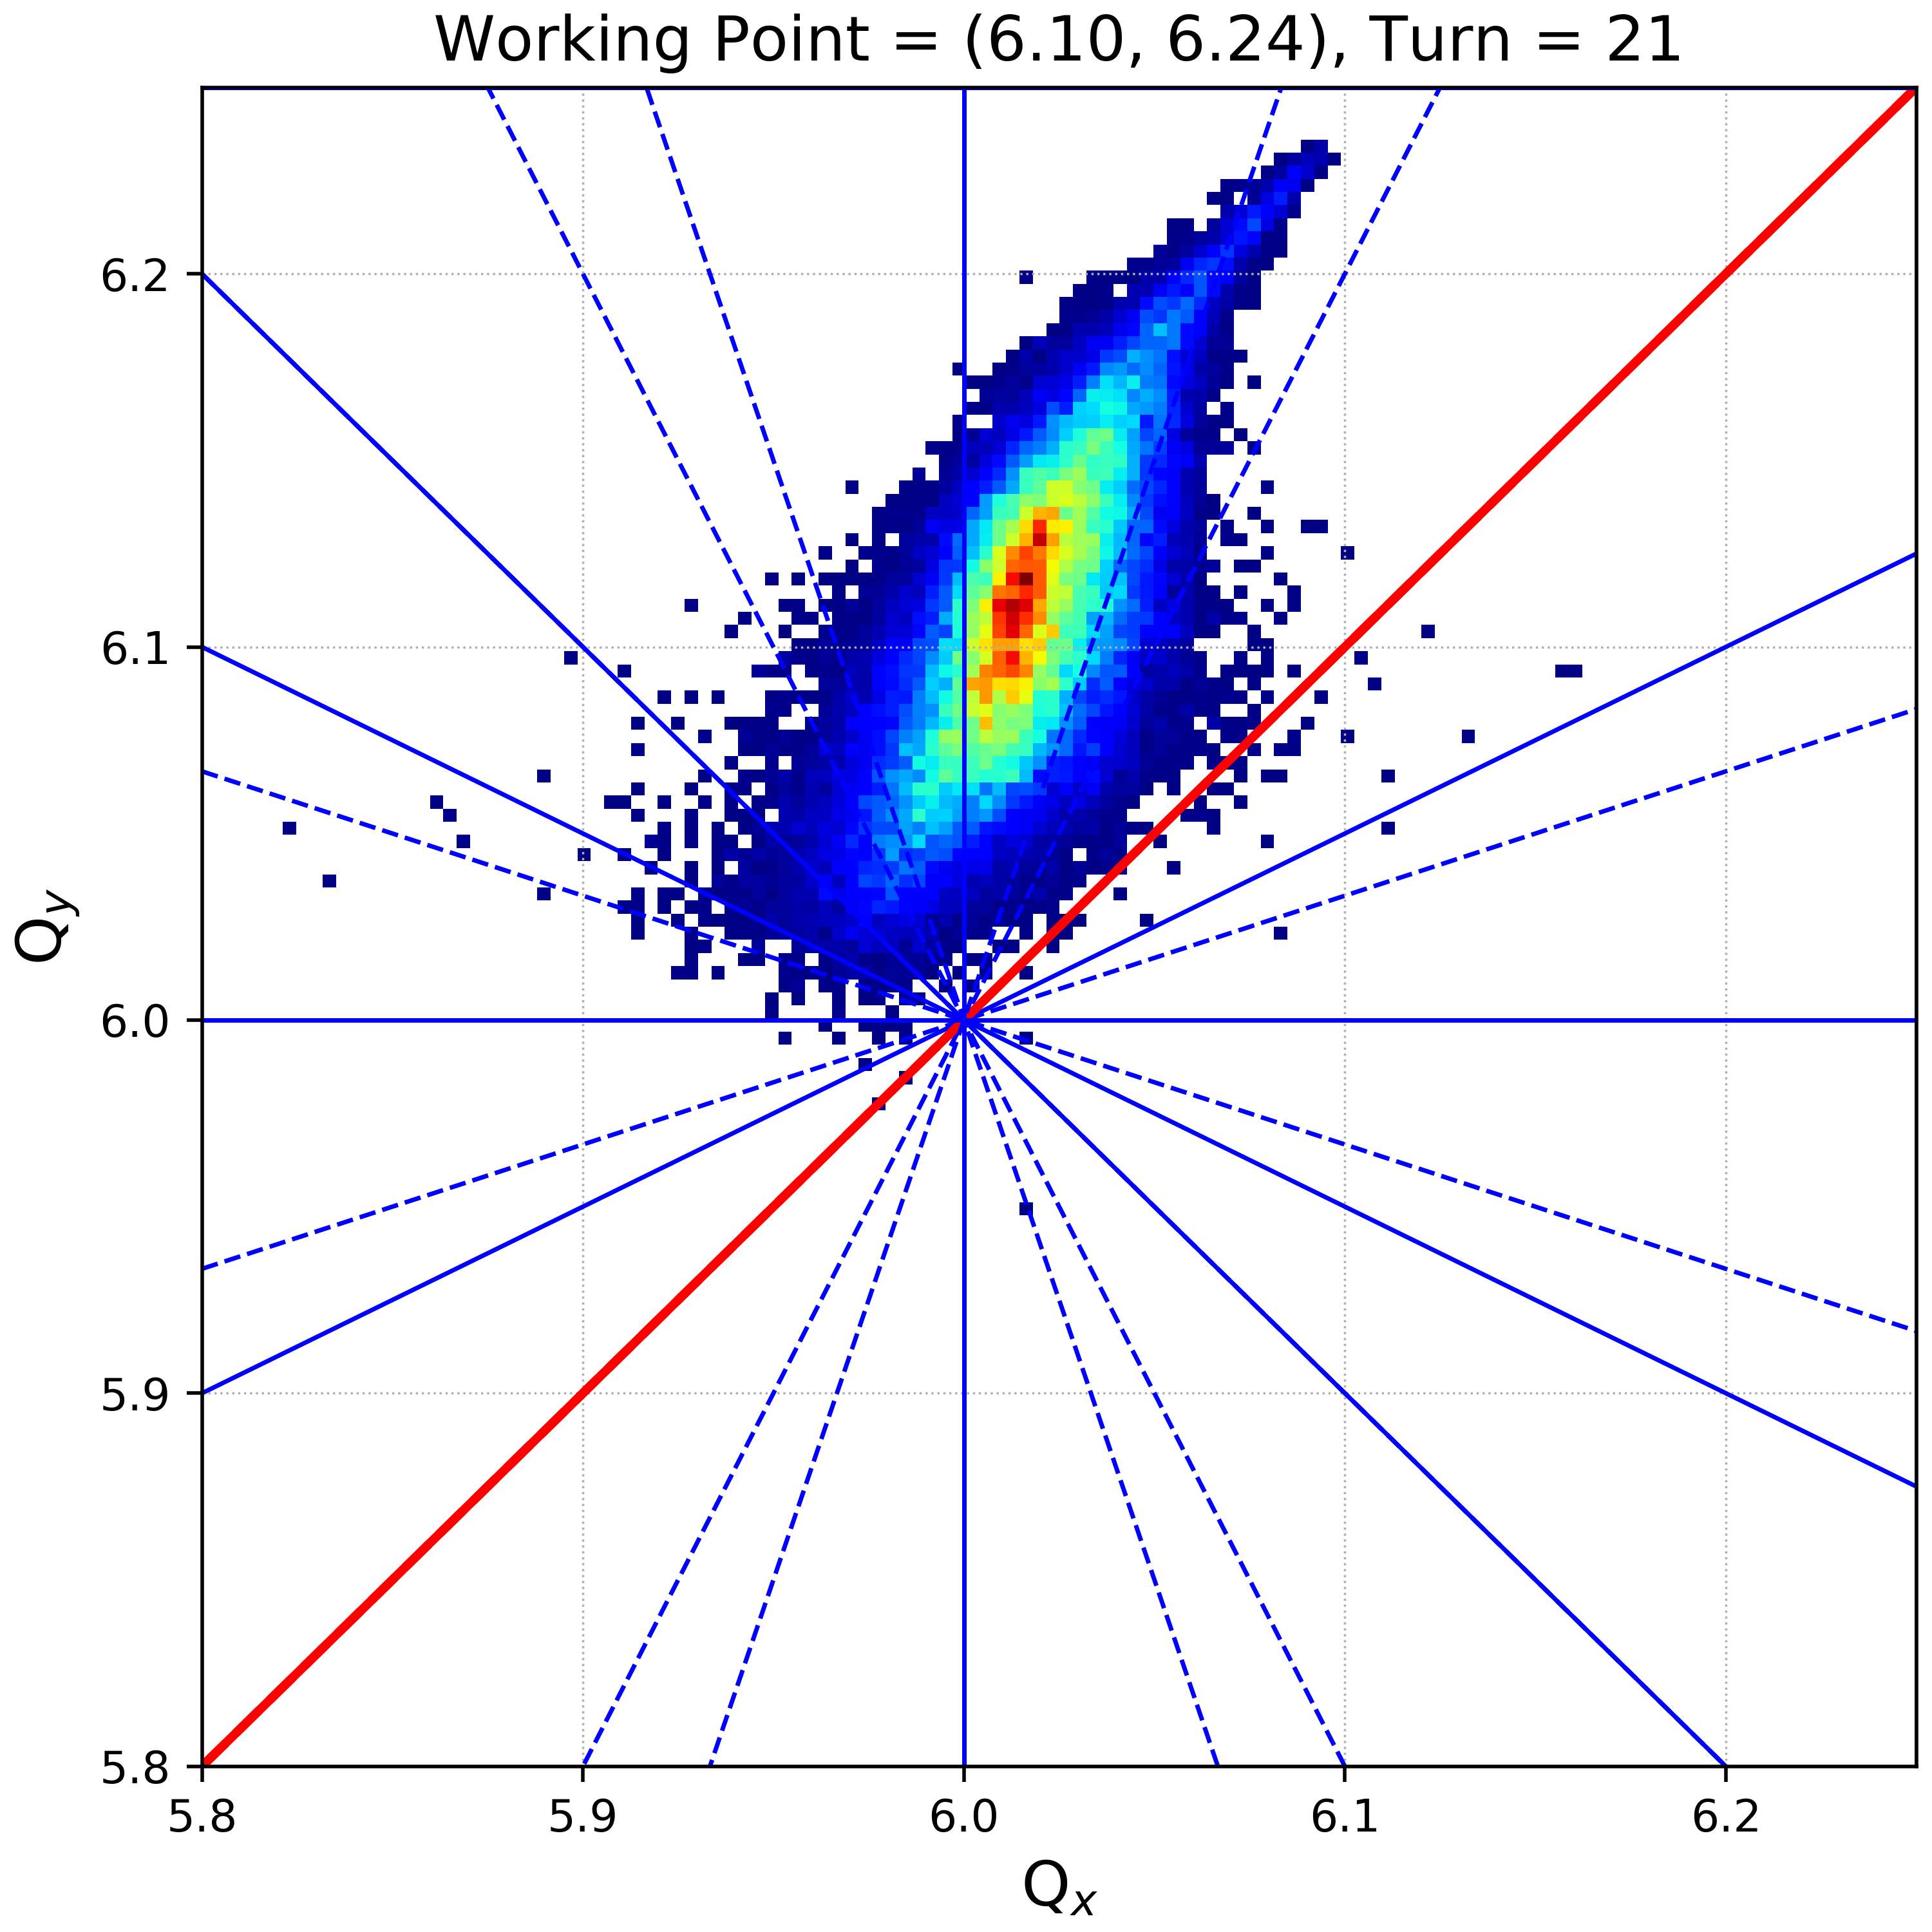 Working Point = (6.10, 6.24), Turn = 21
6.2
6.1
6.0
5.9
5.8
Qy
5.8 5.9 6.0 6.1 6.2
Qx